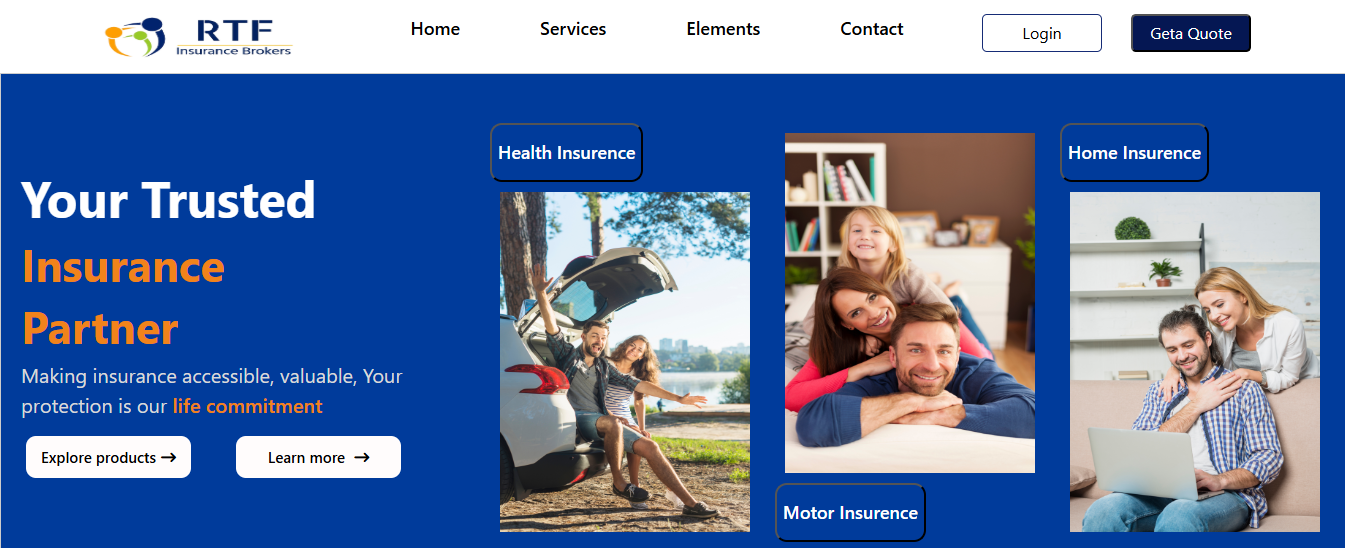 RTF
Insurance Brokers
Home
Services
Elements
Contact
Login
Geta Quote
Your Trusted
Insurance
Partner
Making insurance accessible, valuable, Your
protection is our life commitment
Explore products →
Learn more →
Health Insurence
Motor Insurence
Home Insurence